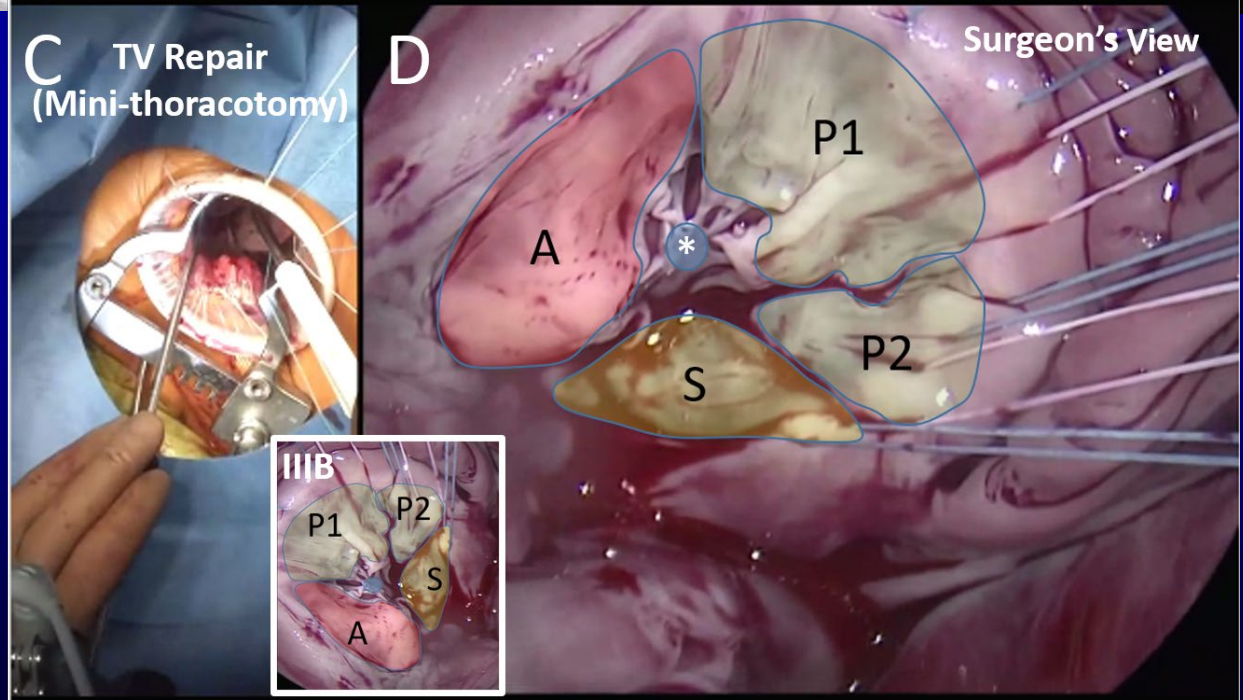 C
TV Repair
(Mini-thoracotomy)
D
Surgeon's View
P1
A
*
P2
S
IIIB
P1
P2
S
A